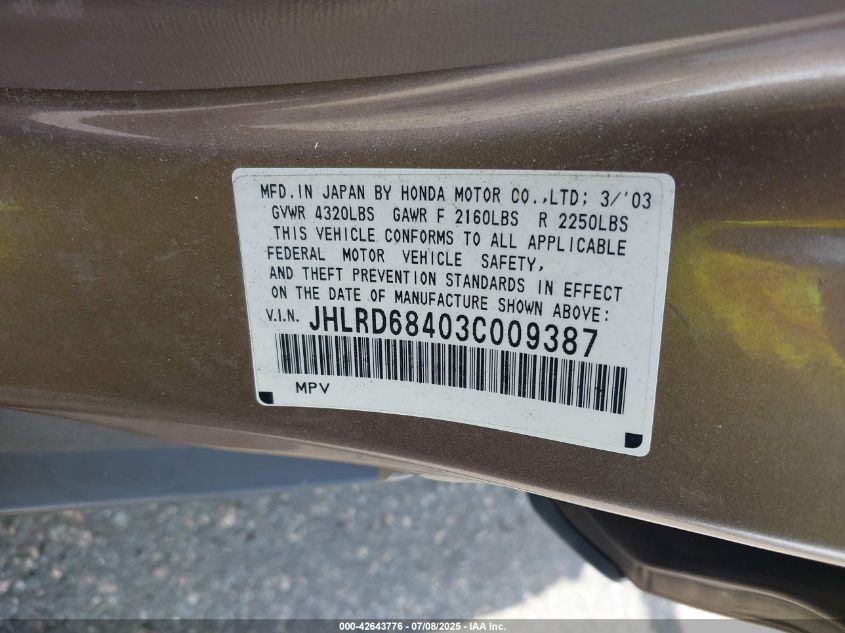 MFD. IN JAPAN BY HONDA MOTOR CO.,LTD; 3/'03
GVWR 4320LBS GAWR F 2160LBS R 2250LBS
THIS VEHICLE CONFORMS TO ALL APPLICABLE
FEDERAL MOTOR VEHICLE SAFETY,
AND THEFT PREVENTION STANDARDS IN EFFECT
ON THE DATE OF MANUFACTURE SHOWN ABOVE:
V.I.N. JHLRD68403C009387
MPV
000-42643776 - 07/08/2025 - IAA Inc.